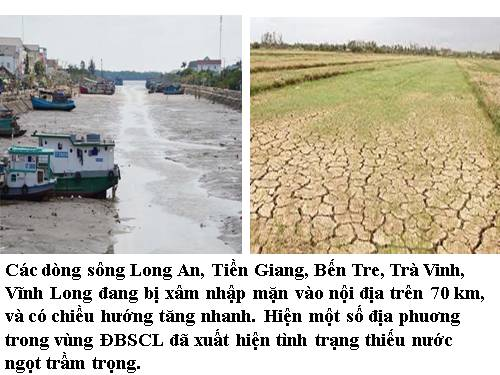 Các dòng sông Long An, Tiền Giang, Bến Tre, Trà Vinh,
Vĩnh Long đang bị xâm nhập mặn vào nội địa trên 70 km,
và có chiều hướng tăng nhanh. Hiện một số địa phương
trong vùng ĐBSCL đã xuất hiện tình trạng thiếu nước
ngọt trầm trọng.